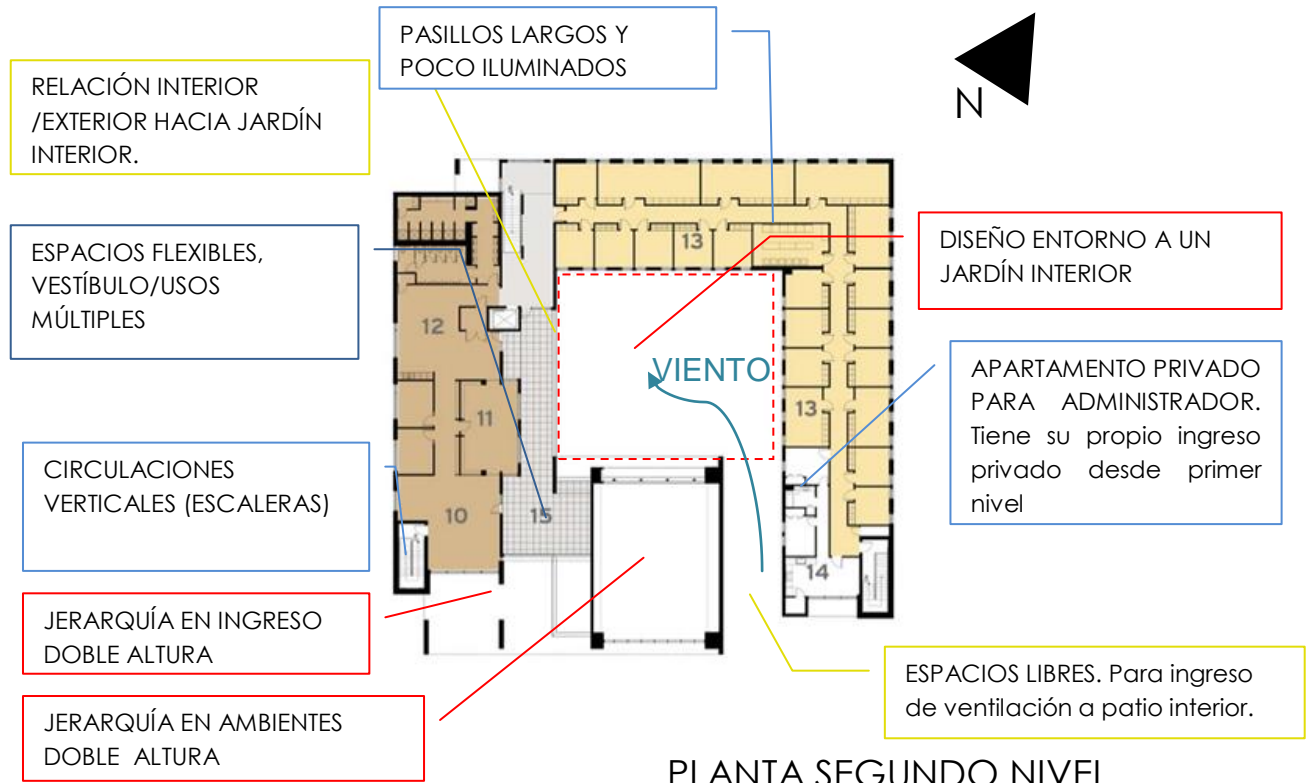 PASILLOS LARGOS Y
POCO ILUMINADOS
N
RELACIÓN INTERIOR
/EXTERIOR HACIA JARDÍN
INTERIOR.
ESPACIOS FLEXIBLES,
VESTÍBULO/USOS
MÚLTIPLES
CIRCULACIONES
VERTICALES (ESCALERAS)
JERARQUÍA EN INGRESO
DOBLE ALTURA
JERARQUÍA EN AMBIENTES
DOBLE ALTURA
13
12
11
10
15
VIENTO
13
14
DISEÑO ENTORNO A UN
JARDÍN INTERIOR
APARTAMENTO PRIVADO
PARA ADMINISTRADOR.
Tiene su propio ingreso
privado desde primer
nivel
ESPACIOS LIBRES. Para ingreso
de ventilación a patio interior.
PLANTA SEGUNDO NIVEL